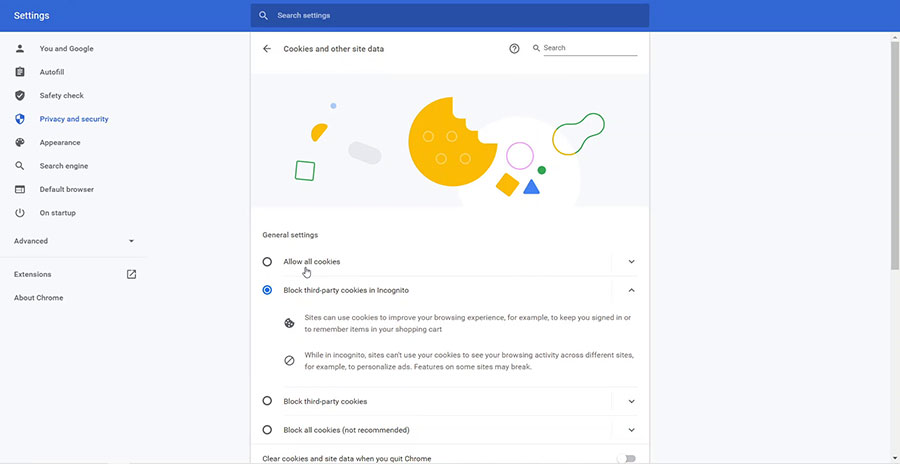 Settings
Search settings
You and Google
Autofill
Safety check
Privacy and security
Appearance
Search engine
Default browser
On startup
Advanced
Extensions
About Chrome
Cookies and other site data
Search
General settings
Allow all cookies
Block third-party cookies in Incognito
Sites can use cookies to improve your browsing experience, for example, to keep you signed in or
to remember items in your shopping cart
While in incognito, sites can't use your cookies to see your browsing activity across different sites,
for example, to personalize ads. Features on some sites may break.
Block third-party cookies
Block all cookies (not recommended)
Clear cookies and site data when you quit Chrome